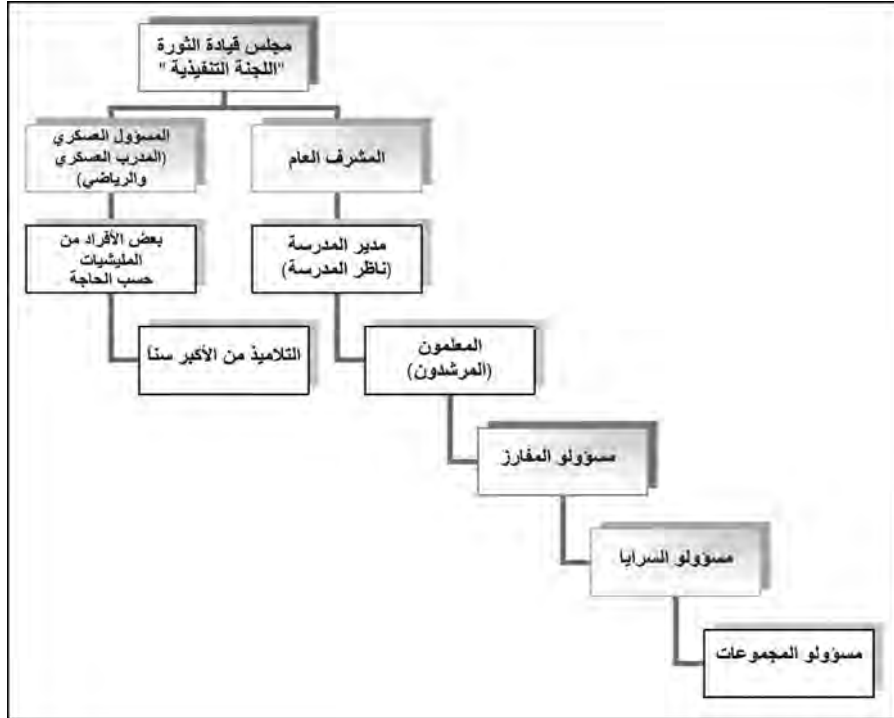 مجلس قيادة الثورة
"اللجنة التنفيذية "
المشرف العام
المسؤول العسكري
(المدرب العسكري
والرياضي)
مدير المدرسة
(ناظر المدرسة)
بعض الأفراد من
المليشيات
حسب الحاجة
المعلمون
(المرشدون)
التلاميذ من الأكبر سناً
مسؤولو المفارز
مسؤولو السرايا
مسؤولو المجموعات